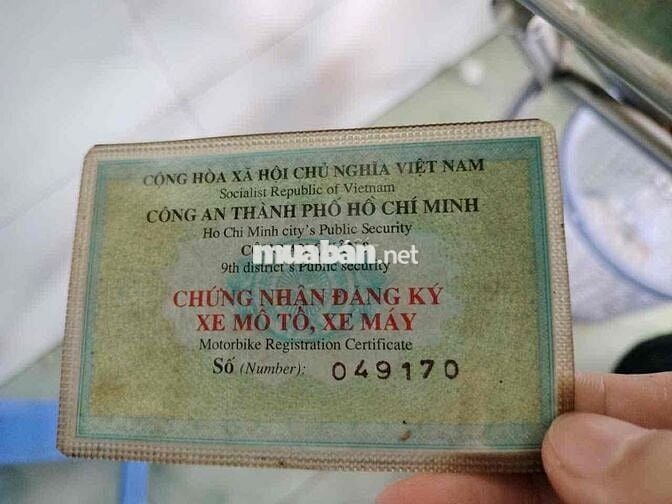 CỘNG HÒA XÃ HỘI CHỦ NGHĨA VIỆT NAM
Socialist Republic of Vietnam
CÔNG AN THÀNH PHỐ HỒ CHÍ MINH
Ho Chi Minh city's Public Security
muaban.net
9th district's Public security
CHỨNG NHẬN ĐĂNG KÝ
XE MÔ TÔ, XE MÁY
Motorbike Registration Certificate
Số (Number): 049170